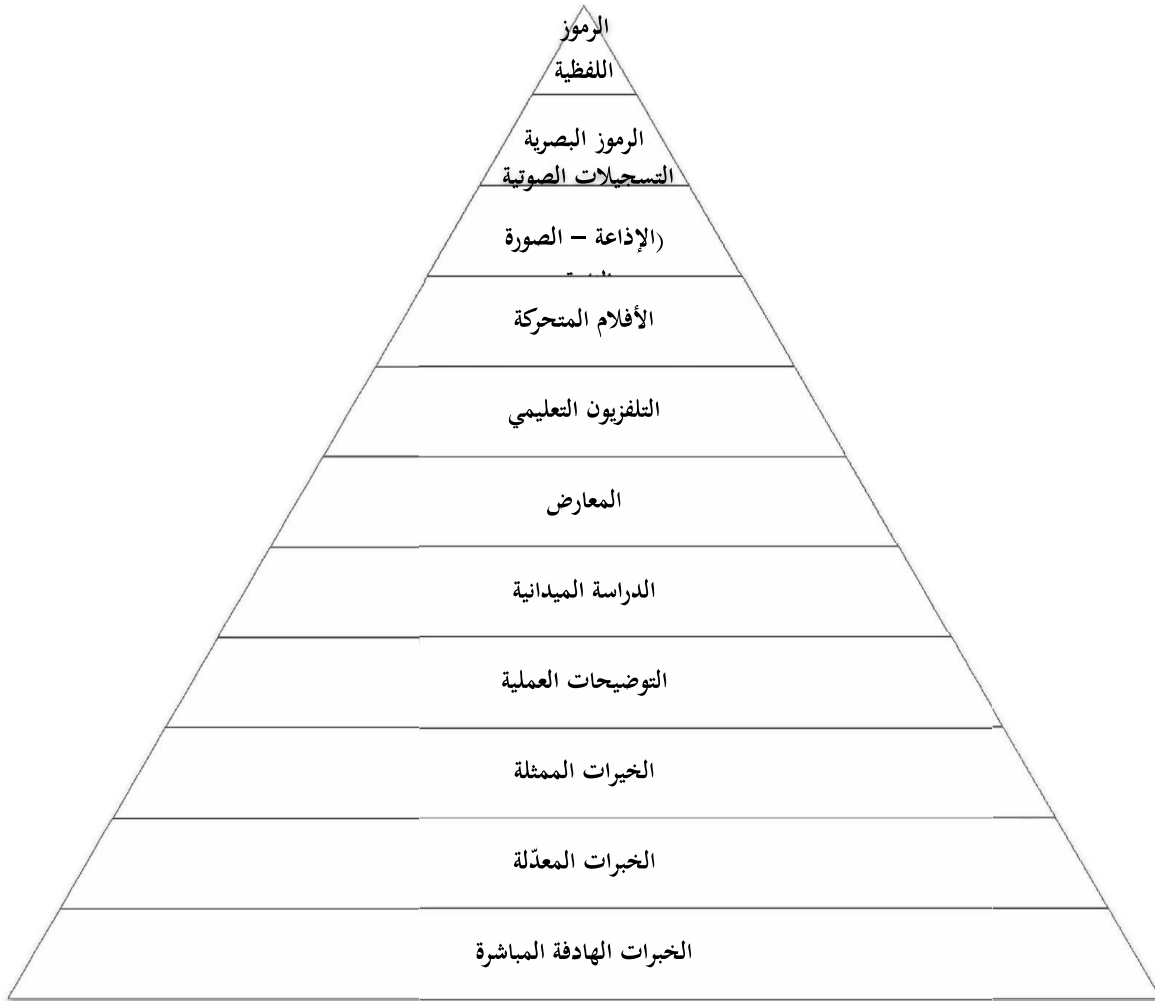 الرموز
اللفظية
الرموز البصرية
التسجيلات الصوتية
(الإذاعة – الصورة
الأفلام المتحركة
التلفزيون التعليمي
المعارض
الدراسة الميدانية
التوضيحات العملية
الخيرات الممثلة
الخبرات المعدّلة
الخبرات الهادفة المباشرة